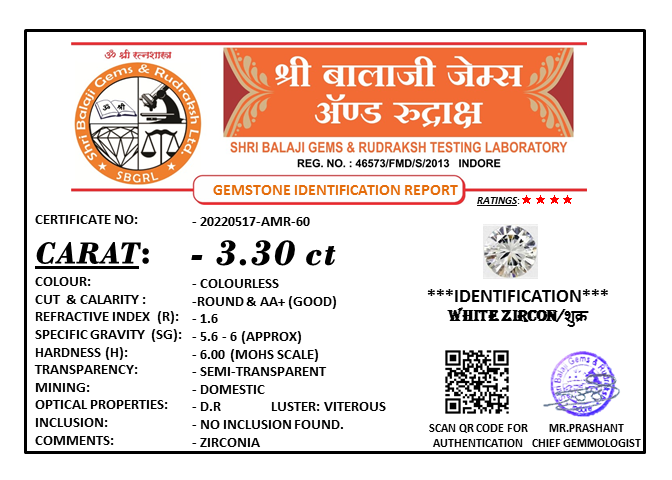 ॐ श्री रत्नशास्त्र
Shri Balaji Gems & Rudraksh Ltd.
SBGRL
श्री बालाजी जेम्स
ॲण्ड रुद्राक्ष
SHRI BALAJI GEMS & RUDRAKSH TESTING LABORATORY
REG. NO. : 46573/FMD/S/2013 INDORE
GEMSTONE IDENTIFICATION REPORT
RATINGS: ★ ★ ★ ★
CERTIFICATE NO: - 20220517-AMR-60
CARAT: - 3.30 ct
COLOUR: - COLOURLESS
CUT & CALARITY : -ROUND & AA+ (GOOD)
REFRACTIVE INDEX (R): - 1.6
SPECIFIC GRAVITY (SG): - 5.6 - 6 (APPROX)
HARDNESS (H): - 6.00 (MOHS SCALE)
TRANSPARENCY: - SEMI-TRANSPARENT
MINING: - DOMESTIC
OPTICAL PROPERTIES: - D.R LUSTER: VITEROUS
INCLUSION: - NO INCLUSION FOUND.
COMMENTS: - ZIRCONIA
***IDENTIFICATION***
WHITE ZIRCON/शुक्र
SCAN QR CODE FOR
AUTHENTICATION
MR.PRASHANT
CHIEF GEMMOLOGIST